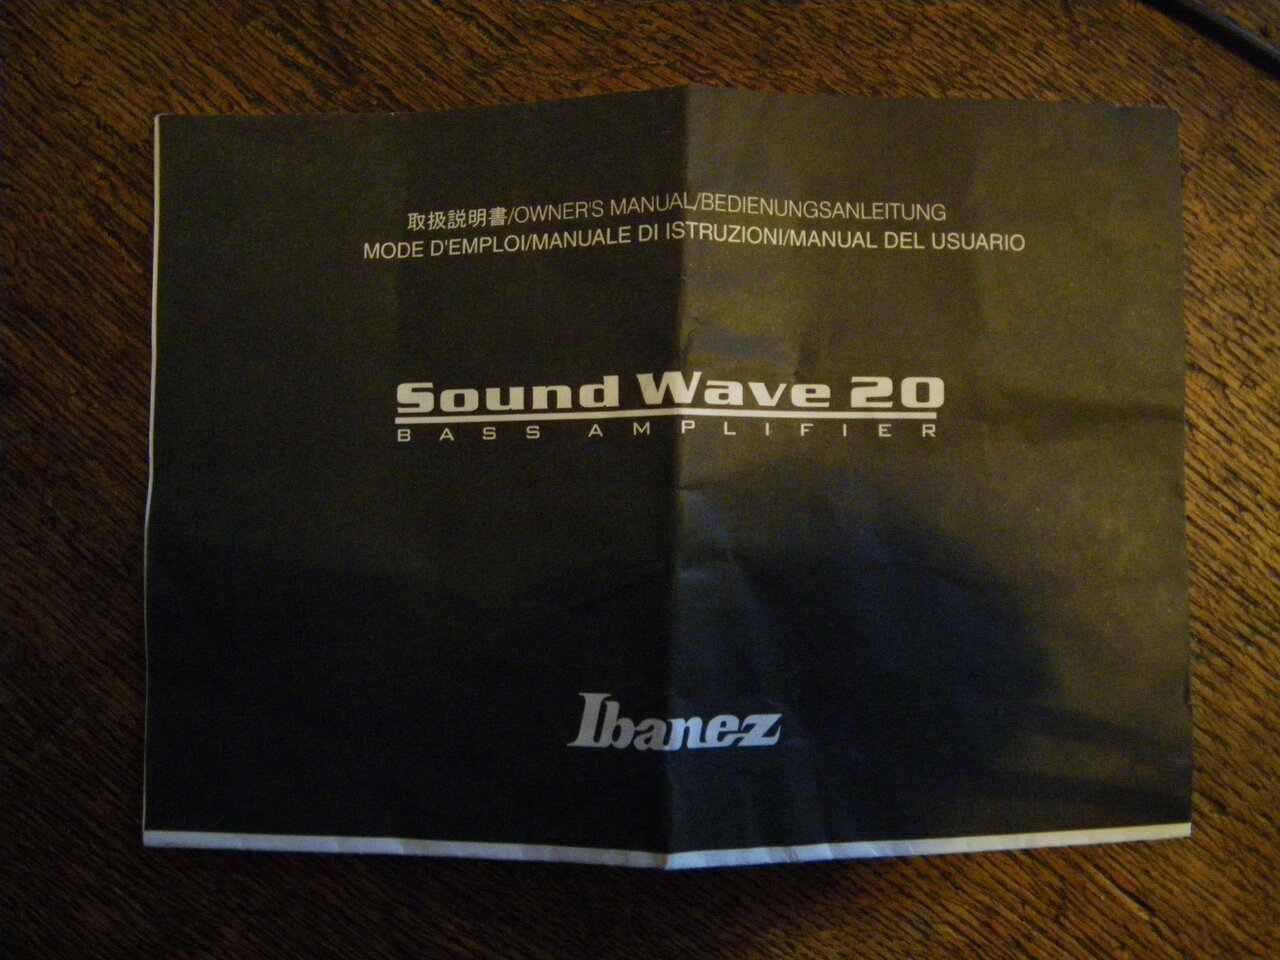 取扱説明書/OWNER'S MANUAL/BEDIENUNGSANLEITUNG
MODE D'EMPLOI/MANUALE DI ISTRUZIONI/MANUAL DEL USUARIO
Sound Wave 20
BASS AMPLIFIER
Ibanez